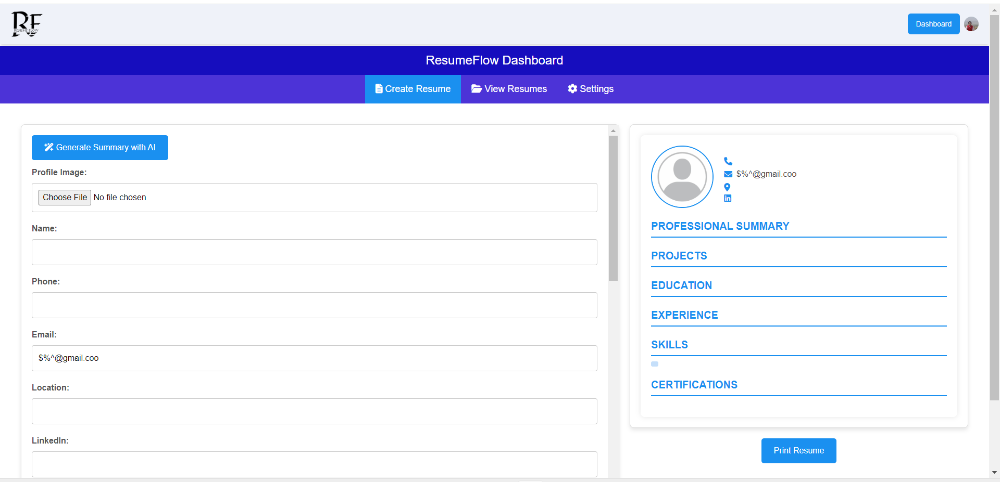 RF
RESUME FLOW
Dashboard
ResumeFlow Dashboard
Create Resume
View Resumes
Settings
Generate Summary with AI
Profile Image:
Choose File No file chosen
Name:
Phone:
Email:
$%^@gmail.coo
Location:
LinkedIn:
$%^@gmail.coo
in
PROFESSIONAL SUMMARY
PROJECTS
EDUCATION
EXPERIENCE
SKILLS
CERTIFICATIONS
Print Resume